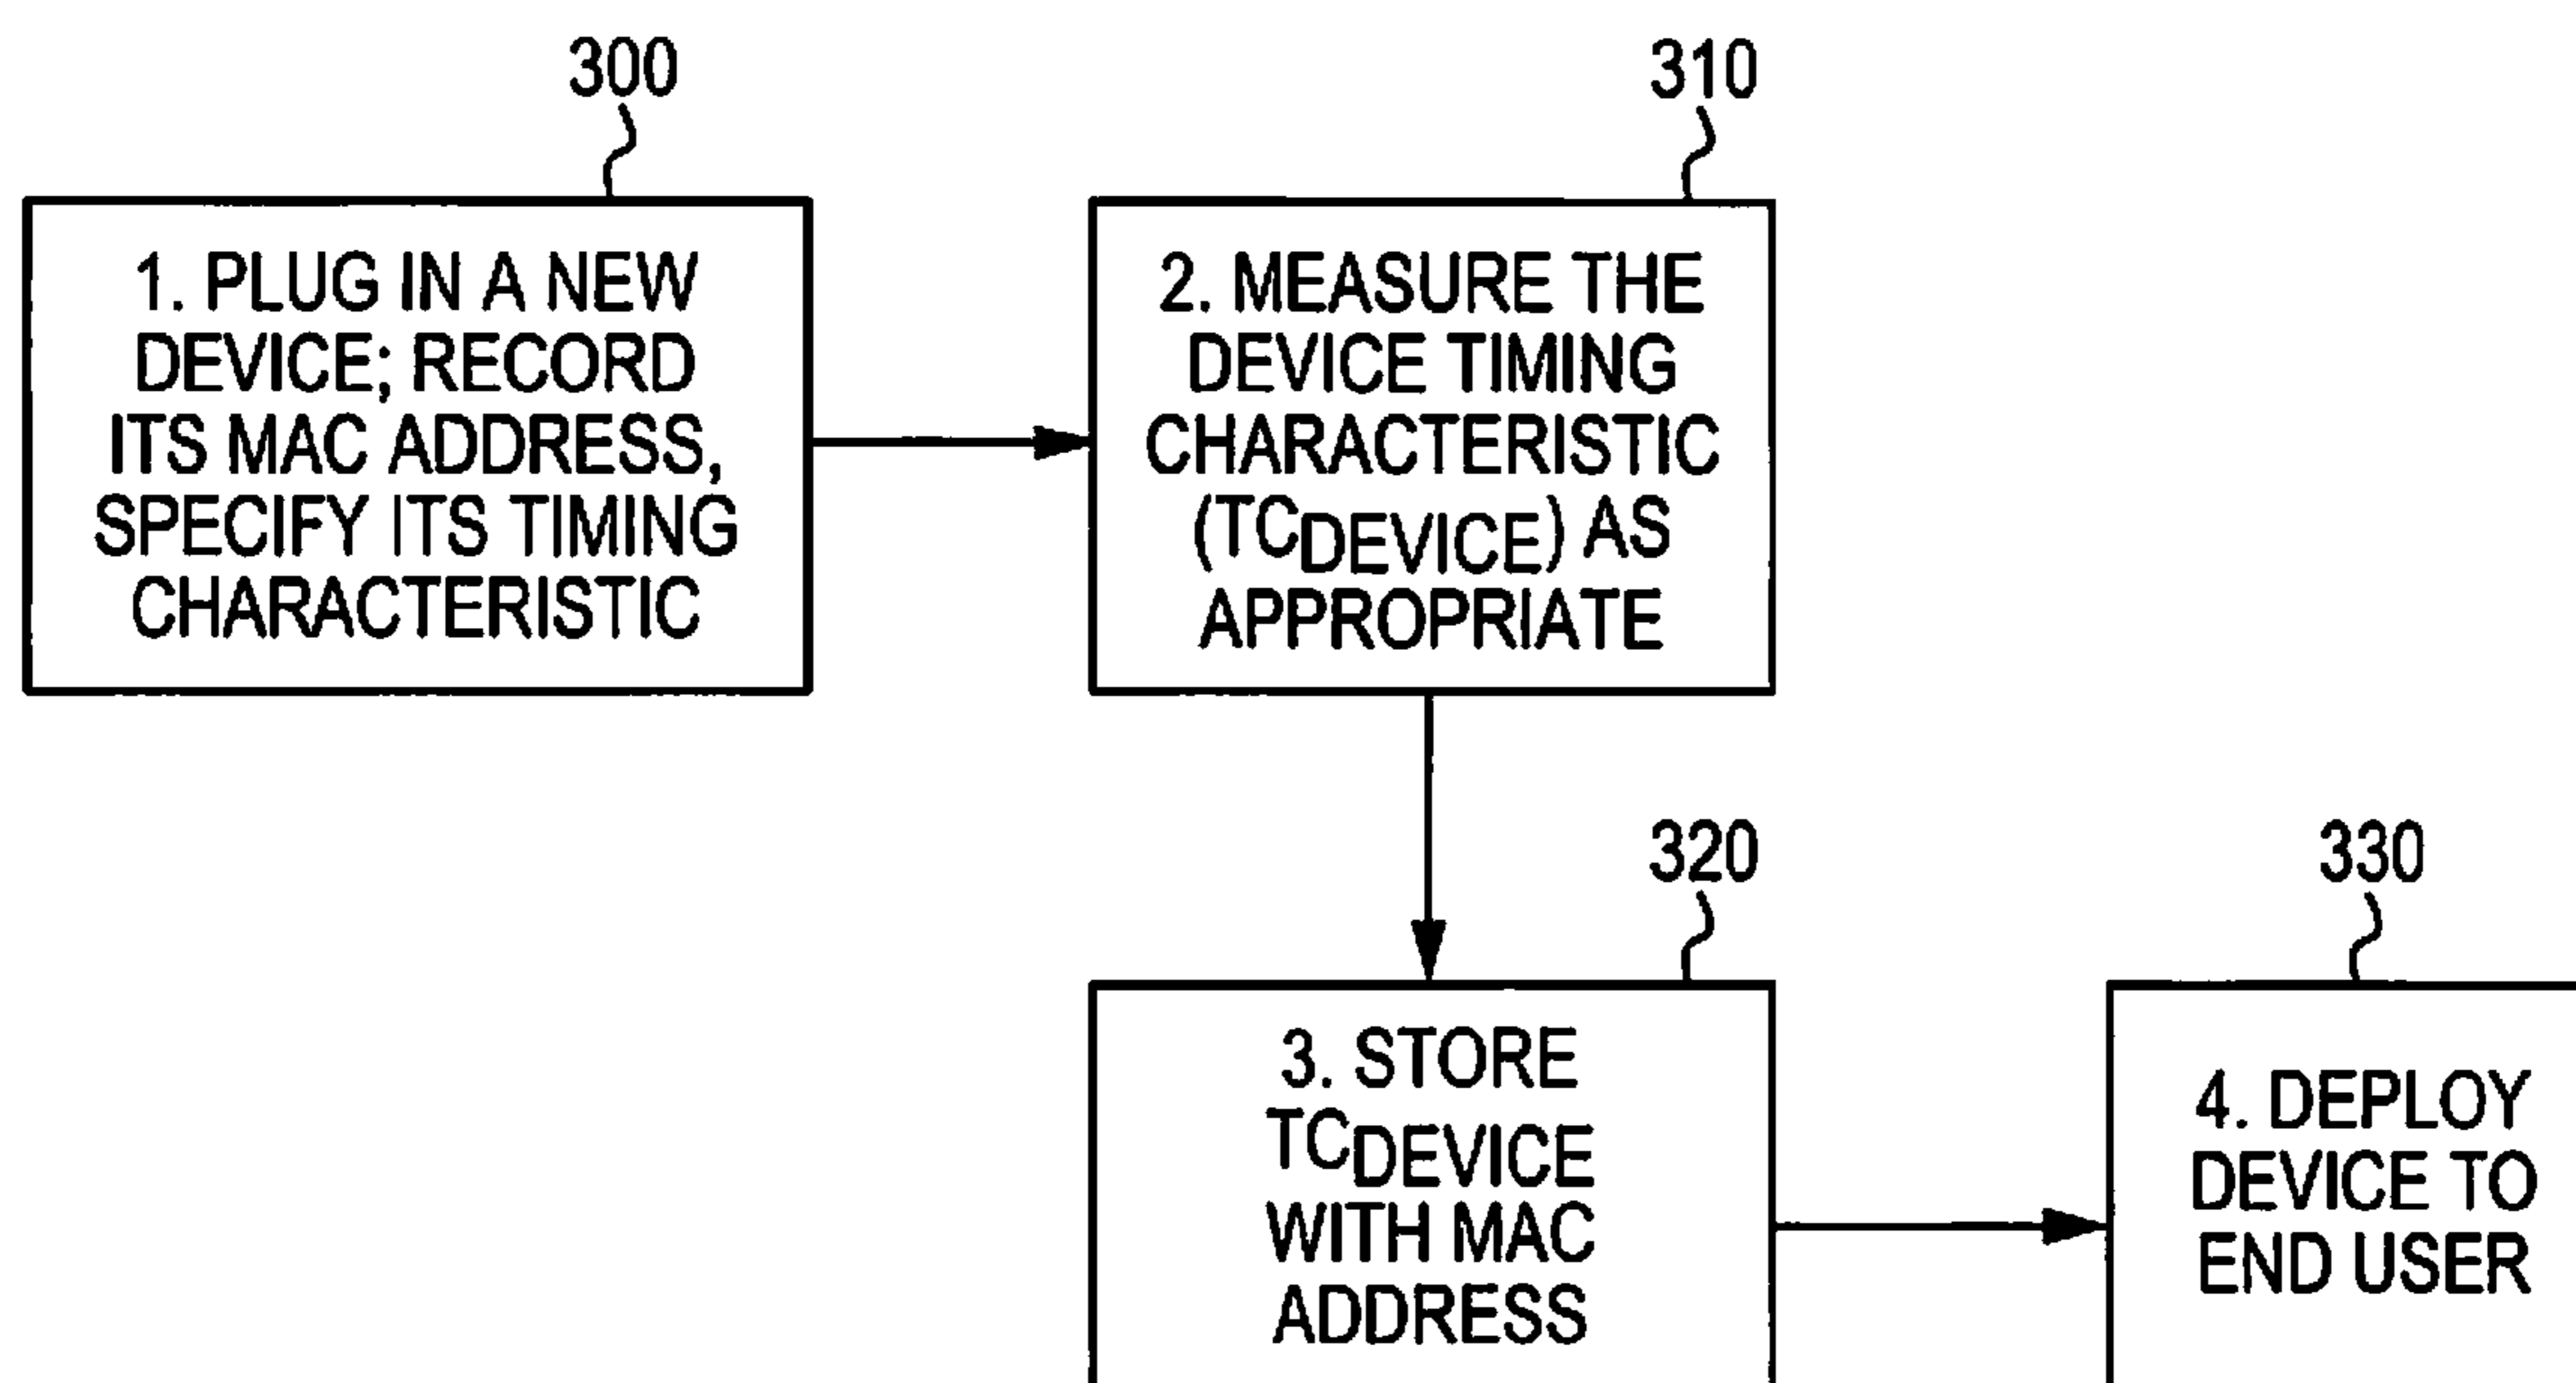 300
1. PLUG IN A NEW
DEVICE; RECORD
ITS MAC ADDRESS,
SPECIFY ITS TIMING
CHARACTERISTIC
310
2. MEASURE THE
DEVICE TIMING
CHARACTERISTIC
(TCDEVICE) AS
APPROPRIATE
320
3. STORE
TCDEVICE
WITH MAC
ADDRESS
330
4. DEPLOY
DEVICE TO
END USER